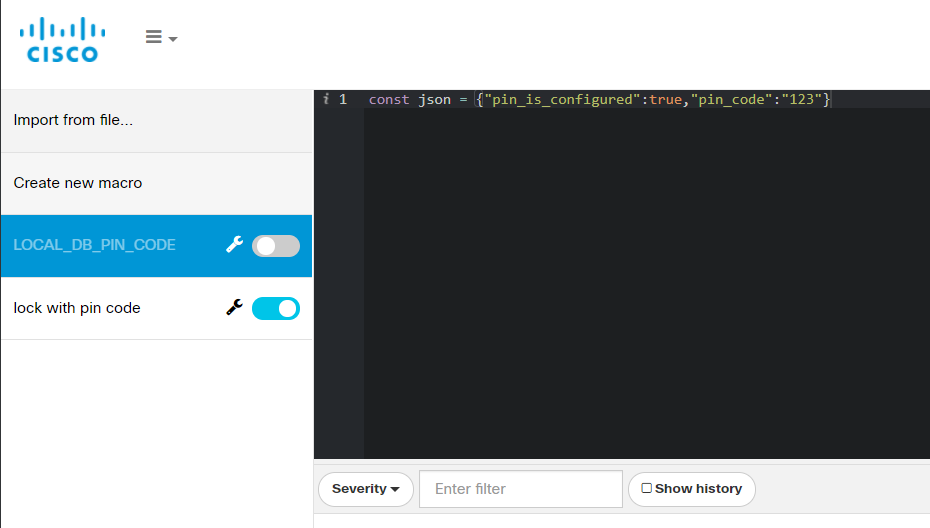 CISCO
Import from file...
Create new macro
LOCAL_DB_PIN_CODE
lock with pin code
i 1 const json = {"pin_is_configured":true,"pin_code":"123"}
Severity
Enter filter
Show history